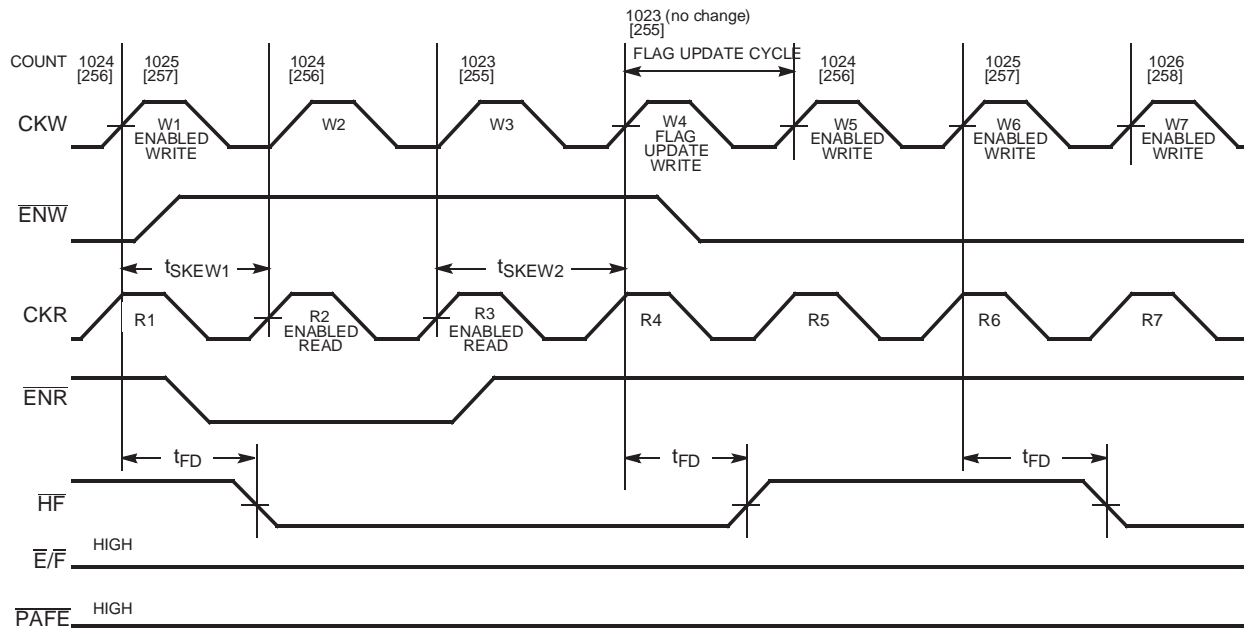 1023 (no change)
[255]
FLAG UPDATE CYCLE
COUNT 1024 1025 1024 1023 1024 1025 1026
[256] [257] [256] [255] [256] [257] [258]
CKW W1 W2 W3 W4 W5 W6 W7
ENABLED FLAG ENABLED ENABLED ENABLED
WRITE UPDATE WRITE WRITE WRITE
WRITE
ENW
tSKEW1 tSKEW2
CKR R1 R2 R3 R4 R5 R6 R7
ENABLED ENABLED
READ READ
ENR
tFD tFD tFD
HF
HIGH
E/F
HIGH
PAFE